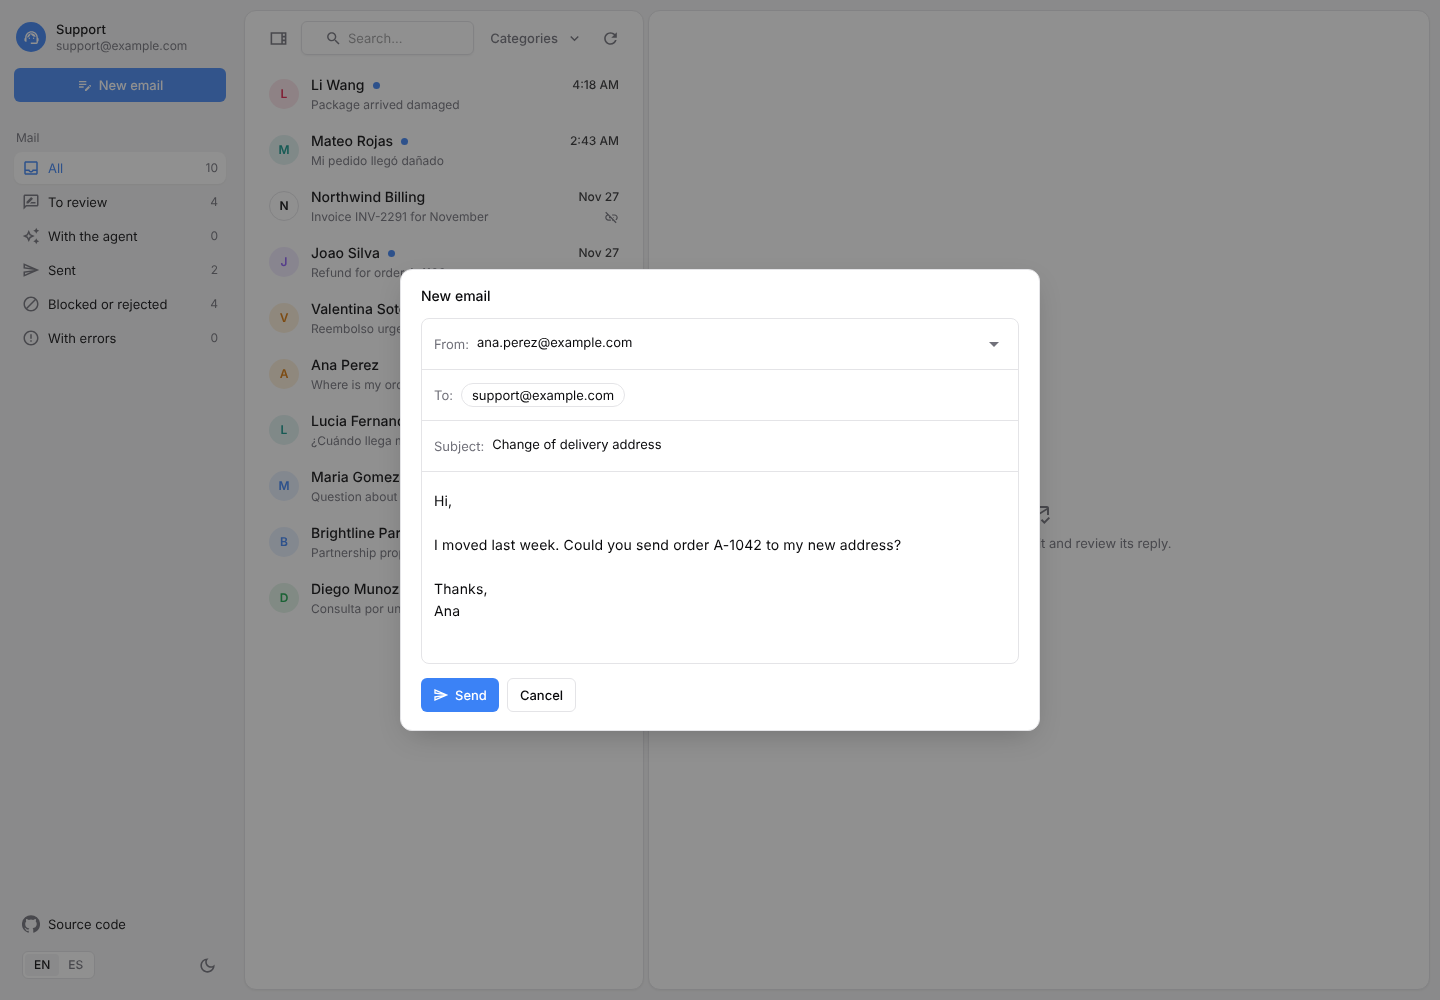 Support
support@example.com
New email
Mail
All 10
To review 4
With the agent 0
Sent 2
Blocked or rejected 4
With errors 0
Source code
EN ES
Search...
Categories
L Li Wang 4:18 AM
Package arrived damaged
M Mateo Rojas 2:43 AM
Mi pedido llegó dañado
N Northwind Billing Nov 27
Invoice INV-2291 for November
J Joao Silva Nov 27
Refund for order
V Valentina
Reembolso
A Ana Perez
Where is my
L Lucia
¿Cuándo llega
M Maria Gomez
Question about
B Brightline
Partnership
D Diego Munoz
Consulta por
and review its reply.
New email
From: ana.perez@example.com
To: support@example.com
Subject: Change of delivery address
Hi,
I moved last week. Could you send order A-1042 to my new address?
Thanks,
Ana
Send Cancel